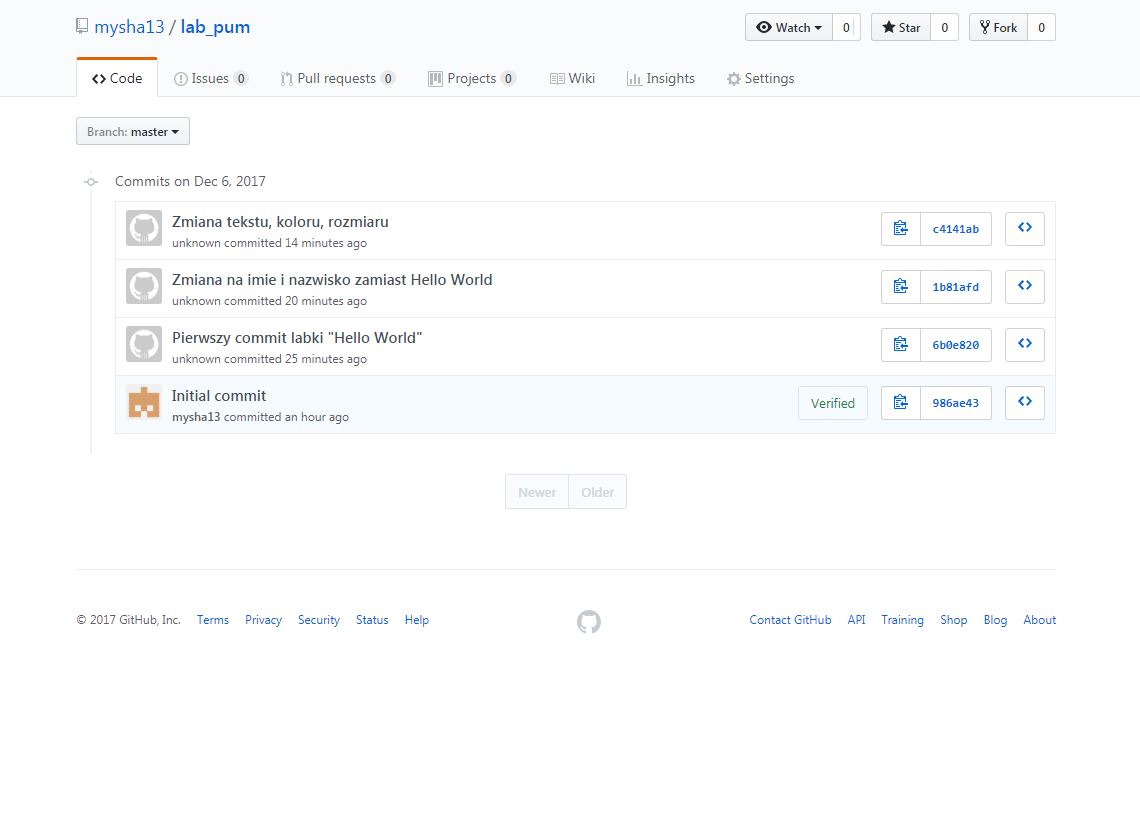 mysha13 / lab_pum
Watch 0 Star 0 Fork 0
Code Issues 0 Pull requests 0 Projects 0 Wiki Insights Settings
Branch: master
Commits on Dec 6, 2017
Zmiana tekstu, koloru, rozmiaru
unknown committed 14 minutes ago
c4141ab
Zmiana na imie i nazwisko zamiast Hello World
unknown committed 20 minutes ago
1b81afd
Pierwszy commit labki "Hello World"
unknown committed 25 minutes ago
6b0e820
Initial commit
mysha13 committed an hour ago
Verified 986ae43
Newer Older
© 2017 GitHub, Inc. Terms Privacy Security Status Help
Contact GitHub API Training Shop Blog About